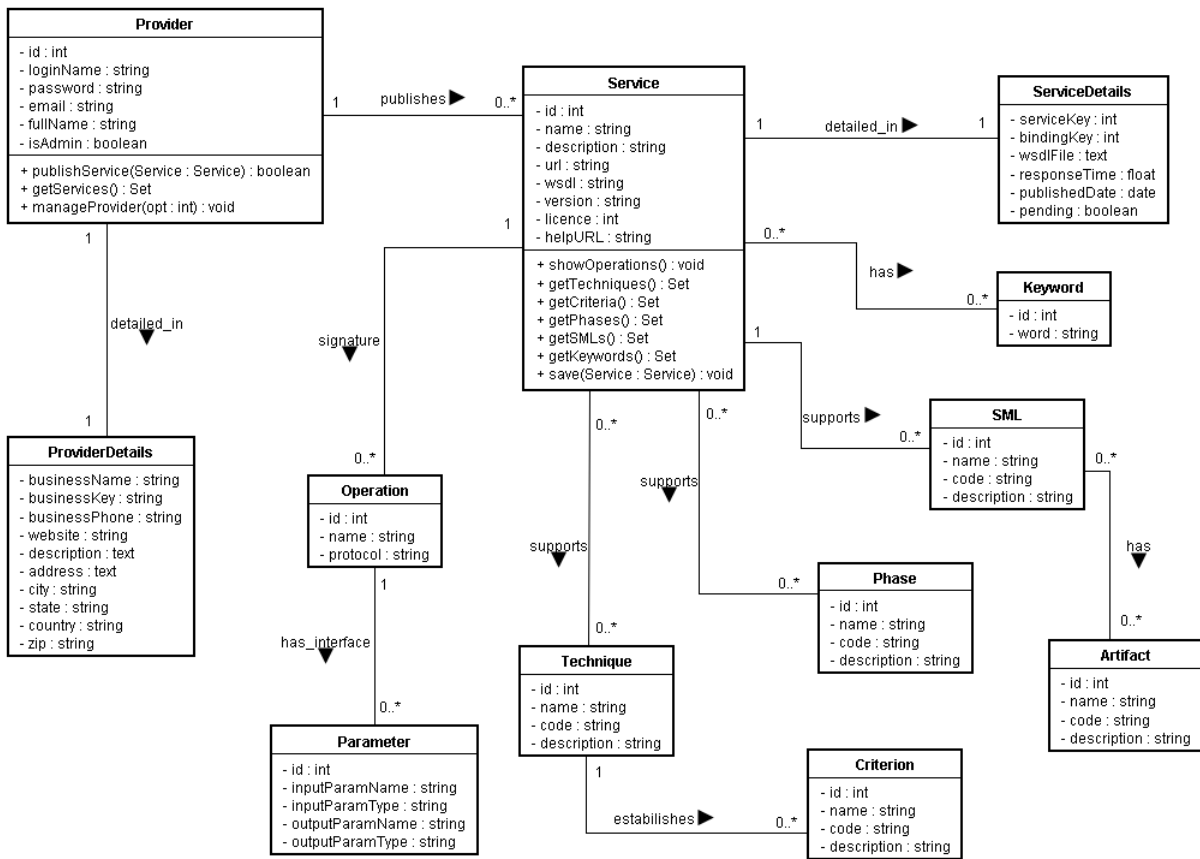 Provider
- id : int
- loginName : string
- password : string
- email : string
- fullName : string
- isAdmin : boolean
+ publishService(Service : Service) : boolean
+ getServices() : Set
+ manageProvider(opt : int) : void
1
publishes
0..*
Service
- id : int
- name : string
- description : string
- url : string
- wsdl : string
- version : string
- licence : int
- helpURL : string
+ showOperations() : void
+ getTechniques() : Set
+ getCriteria() : Set
+ getPhases() : Set
+ getSMLs() : Set
+ getKeywords() : Set
+ save(Service : Service) : void
1
detailed_in
1
ServiceDetails
- serviceKey : int
- bindingKey : int
- wsdlFile : text
- responseTime : float
- publishedDate : date
- pending : boolean
0..*
has
0..*
Keyword
- id : int
- word : string
1
detailed_in
1
ProviderDetails
- businessName : string
- businessKey : string
- businessPhone : string
- website : string
- description : text
- address : text
- city : string
- state : string
- country : string
- zip : string
1
signature
0..*
Operation
- id : int
- name : string
- protocol : string
1
has_interface
0..*
Parameter
- id : int
- inputParamName : string
- inputParamType : string
- outputParamName : string
- outputParamType : string
1
supports
0..*
SML
- id : int
- name : string
- code : string
- description : string
0..*
has
0..*
Artifact
- id : int
- name : string
- code : string
- description : string
0..*
supports
0..*
Phase
- id : int
- name : string
- code : string
- description : string
0..*
supports
0..*
Technique
- id : int
- name : string
- code : string
- description : string
1
estabilishes
0..*
Criterion
- id : int
- name : string
- code : string
- description : string